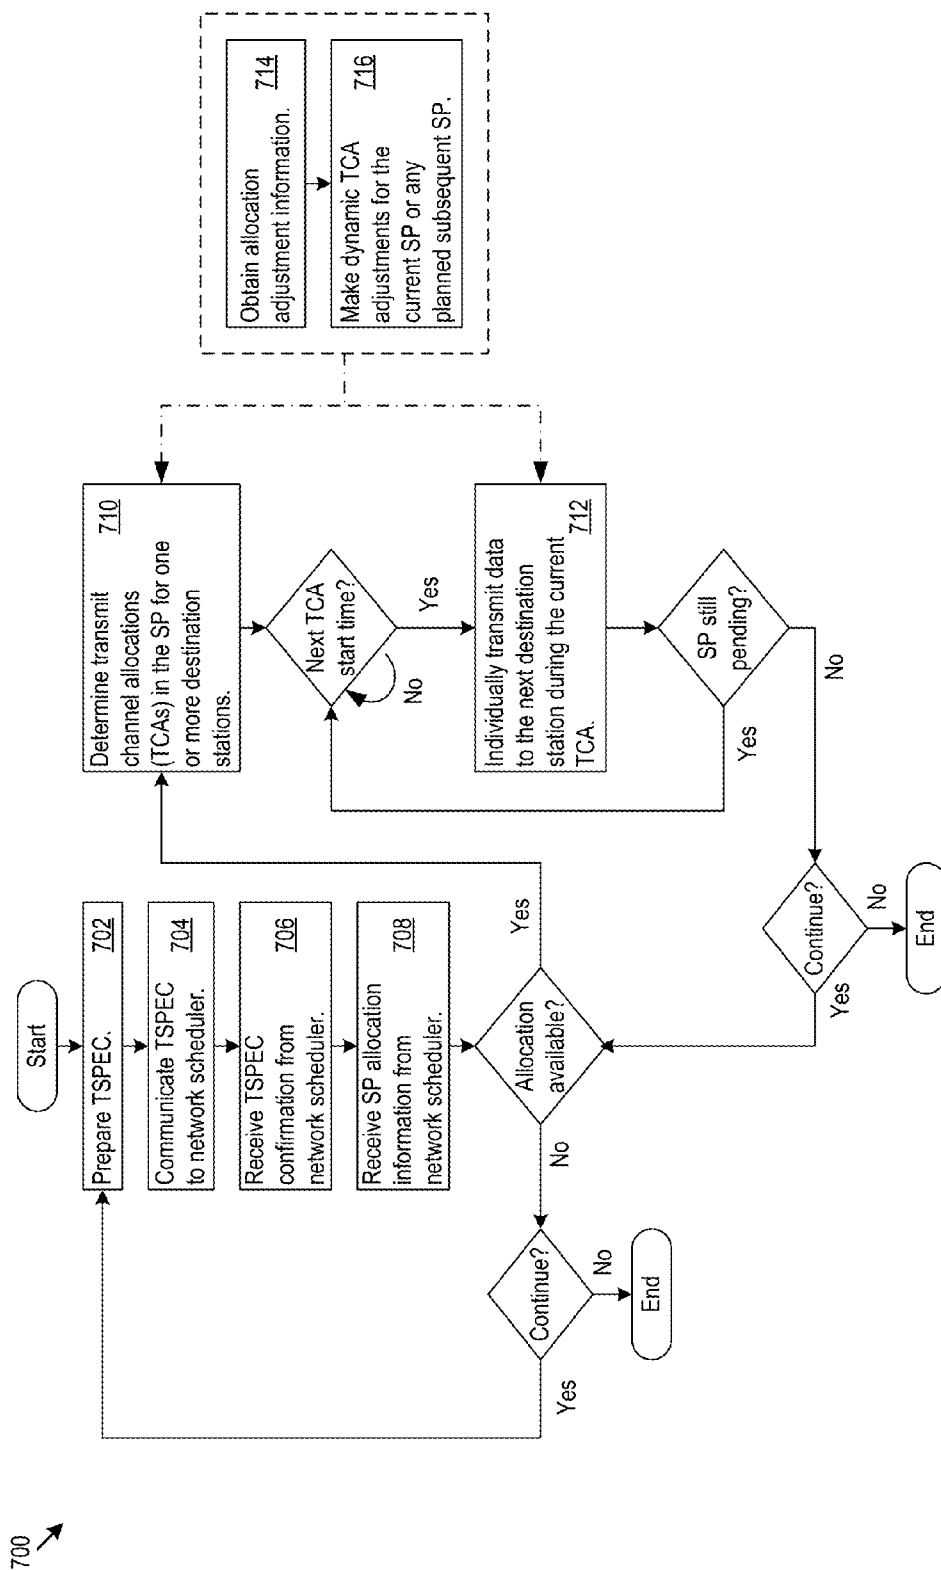 700
Start
Prepare TSPEC.
702
Communicate TSPEC
to network scheduler.
704
Receive TSPEC
confirmation from
network scheduler.
706
Receive SP allocation
information from
network scheduler.
708
Allocation
available?
No
Yes
Continue?
Yes
No
End
Determine transmit
channel allocations
(TCAs) in the SP for one
or more destination
stations.
710
Next TCA
start time?
No
Yes
Individually transmit data
to the next destination
station during the current
TCA.
712
SP still
pending?
Yes
No
Continue?
Yes
No
End
Obtain allocation
adjustment information.
714
Make dynamic TCA
adjustments for the
current SP or any
planned subsequent SP.
716